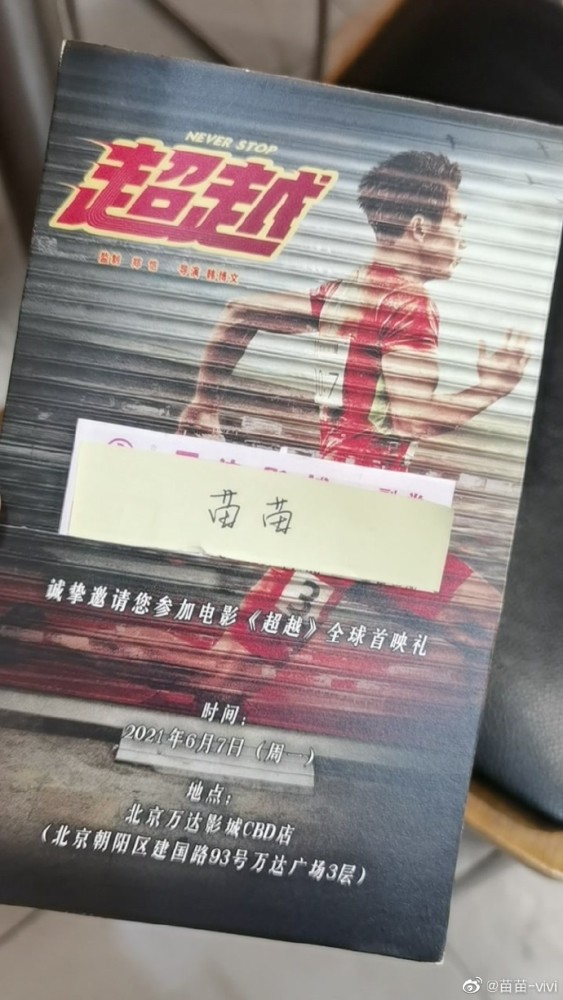 NEVER STOP
超越
监制 郑恺 导演 韩博文
苗苗
诚挚邀请您参加电影《超越》全球首映礼
时间:
2021年6月7日(周一)
地点:
北京万达影城CBD店
(北京朝阳区建国路93号万达广场3层)
3
@苗苗-vivi